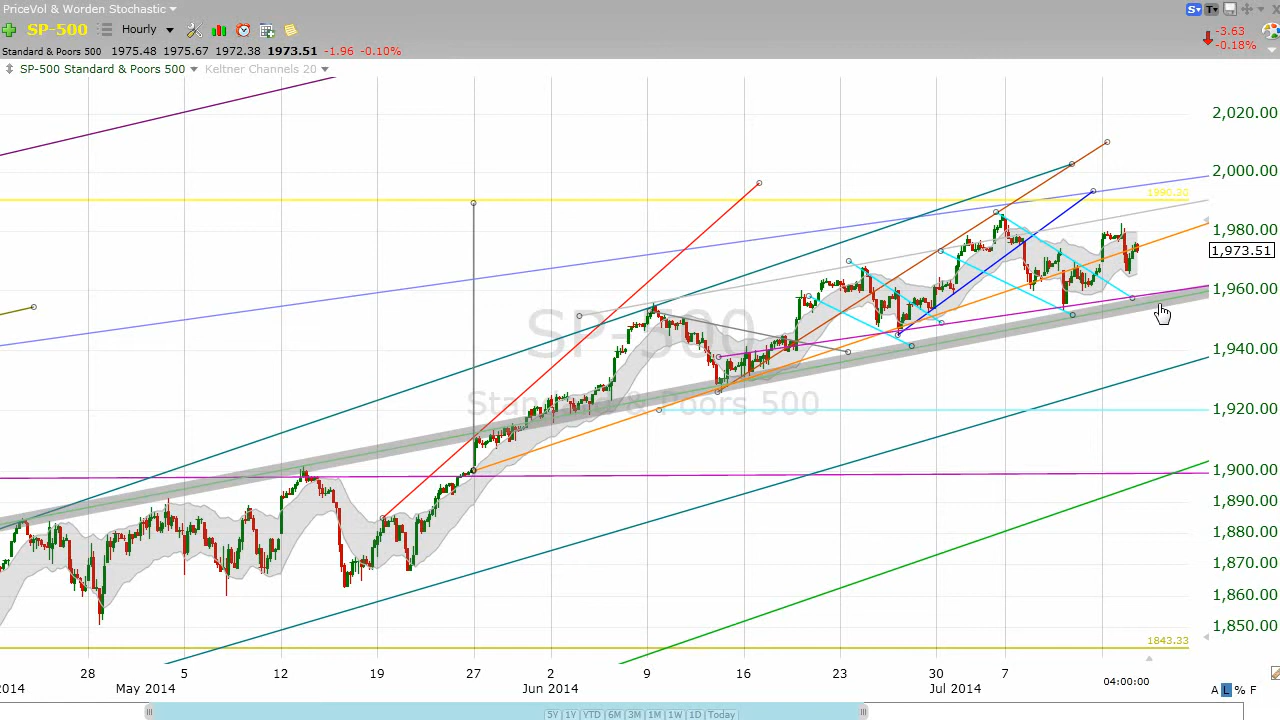 PriceVol & Worden Stochastic
S T
SP-500 Hourly
-3.63
-0.18%
Standard & Poors 500 1975.48 1975.67 1972.38 1973.51 -1.96 -0.10%
SP-500 Standard & Poors 500 Keltner Channels 20
2,020.00
2,000.00
1990.20
1,980.00
1,973.51
1,960.00
SP-500
1,940.00
Standard & Poors 500
1,920.00
1,900.00
1,890.00
1,880.00
1,870.00
1,860.00
1,850.00
1843.33
28 5 12 19 27 2 9 16 23 30 7 04:00:00
2014 May 2014 Jun 2014 Jul 2014
A L % F
5Y 1Y YTD 6M 3M 1M 1W 1D Today